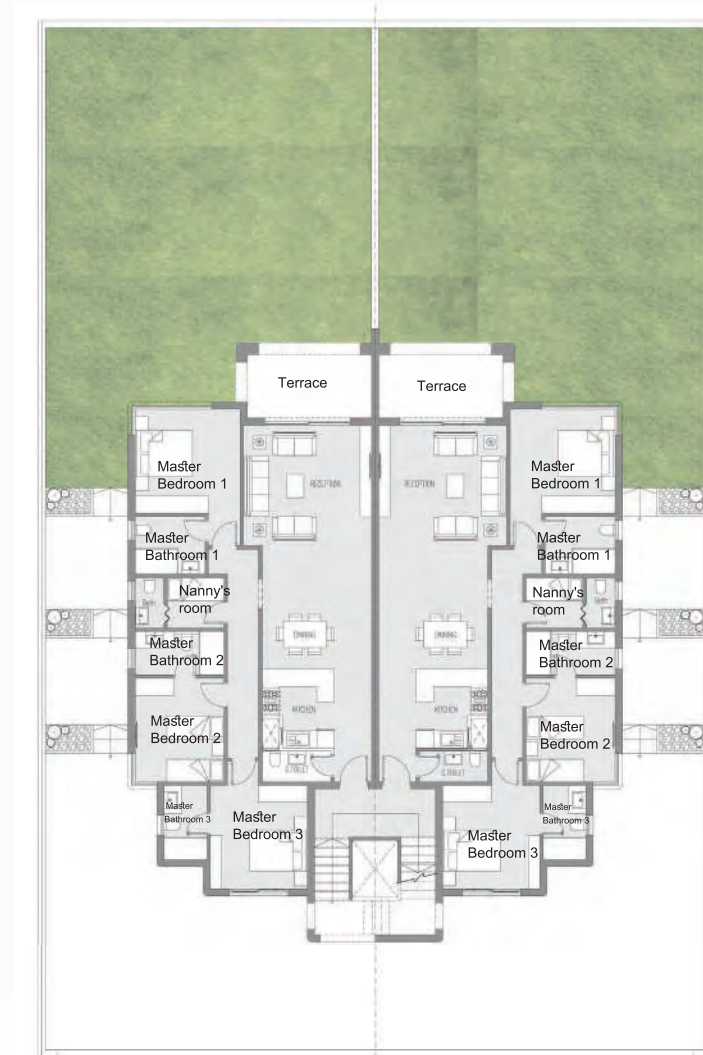 Terrace
Terrace
Master
Bedroom 1
RECEPTION
RECEPTION
Master
Bedroom 1
Master
Bathroom 1
Master
Bathroom 1
Nanny's
room
Nanny's
room
DINNING
DINNING
Master
Bathroom 2
Master
Bathroom 2
Master
Bedroom 2
KITCHEN
KITCHEN
Master
Bedroom 2
G.TOILET
G.TOILET
Master
Bathroom 3
Master
Bedroom 3
Master
Bedroom 3
Master
Bathroom 3